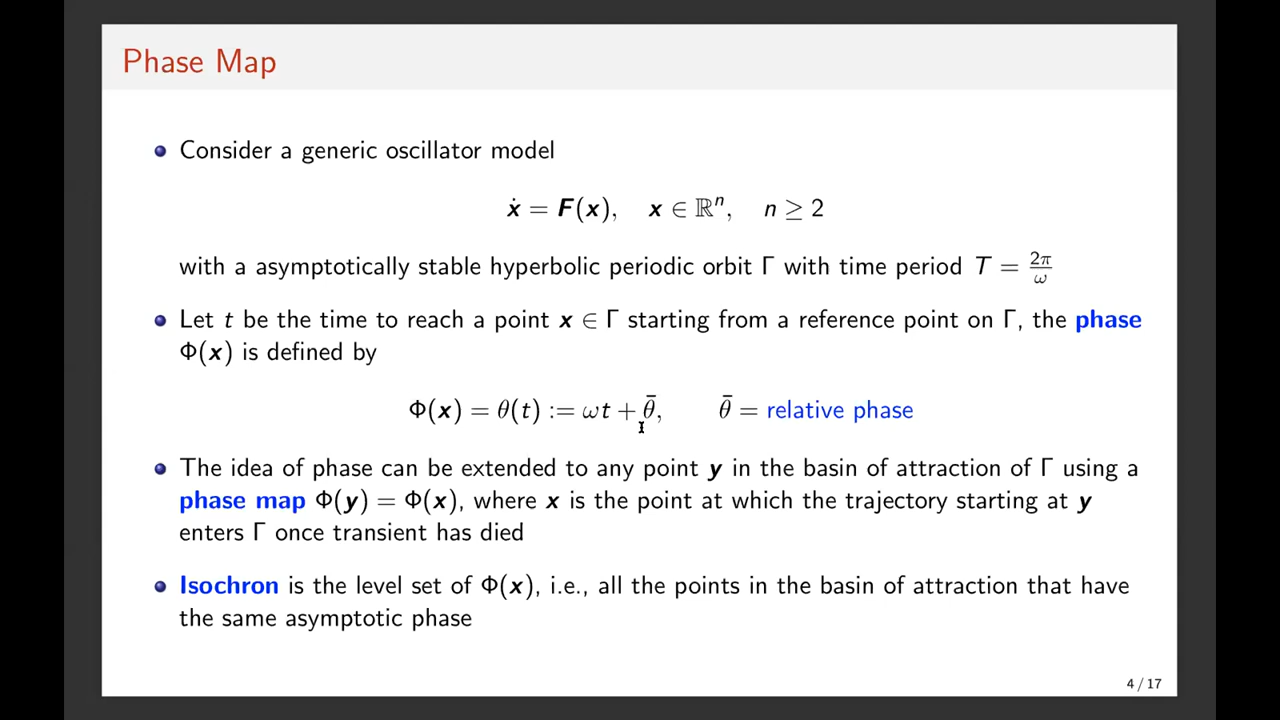 Phase Map
Consider a generic oscillator model
ẋ = F(x), x ∈ ℝⁿ, n ≥ 2
with a asymptotically stable hyperbolic periodic orbit Γ with time period T = 2π/ω
Let t be the time to reach a point x ∈ Γ starting from a reference point on Γ, the phase
Φ(x) is defined by
Φ(x) = θ(t) := ωt + θ̄, θ̄ = relative phase
The idea of phase can be extended to any point y in the basin of attraction of Γ using a
phase map Φ(y) = Φ(x), where x is the point at which the trajectory starting at y
enters Γ once transient has died
Isochron is the level set of Φ(x), i.e., all the points in the basin of attraction that have
the same asymptotic phase
4 / 17